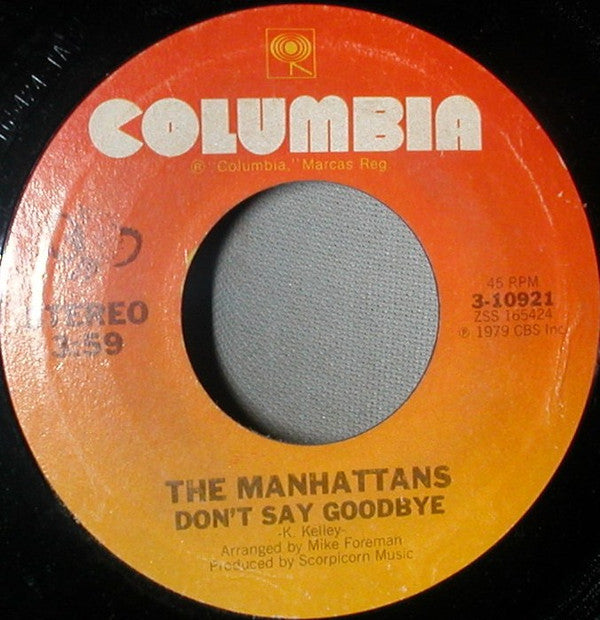 COLUMBIA
® "Columbia," Marcas Reg.
STEREO
3:59
45 RPM
3-10921
ZSS 165424
℗ 1979 CBS Inc.
THE MANHATTANS
DON'T SAY GOODBYE
-K. Kelley-
Arranged by Mike Foreman
Produced by Scorpicorn Music